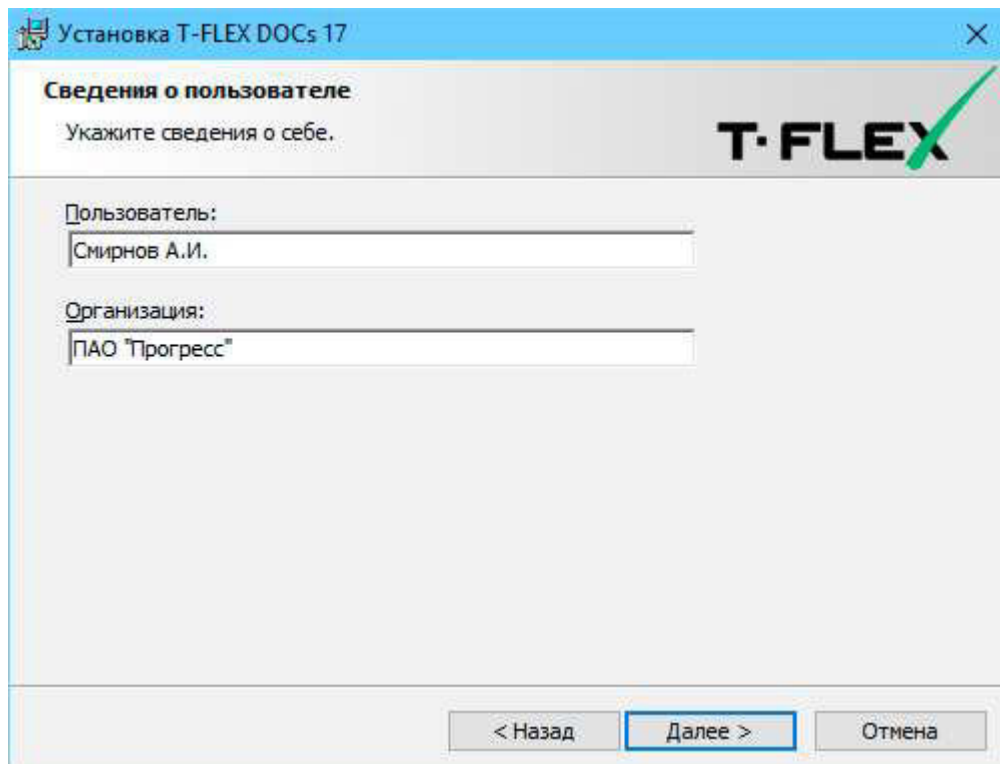 Установка T-FLEX DOCs 17
Сведения о пользователе
Укажите сведения о себе.
T·FLEX
Пользователь:
Смирнов А.И.
Организация:
ПАО "Прогресс"
< Назад
Далее >
Отмена